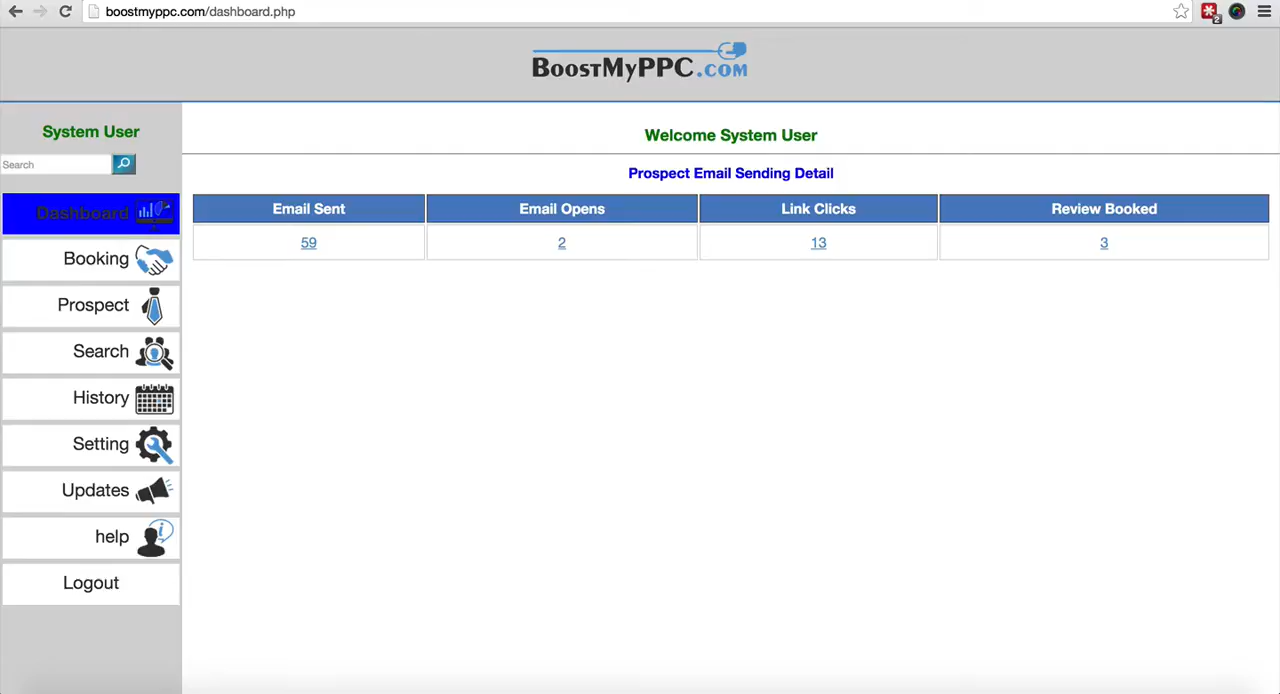 boostmyppc.com/dashboard.php
2
BoostMyPPC.com
System User
Search
Dashboard
Booking
Prospect
Search
History
Setting
Updates
help
Logout
Welcome System User
Prospect Email Sending Detail
Email Sent Email Opens Link Clicks Review Booked
59 2 13 3